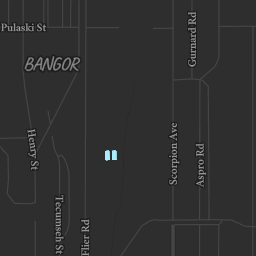 Pulaski St
Gurnard Rd
BANGOR
Henry St
Scorpion Ave
Aspro Rd
Tecumseh St
Flier Rd